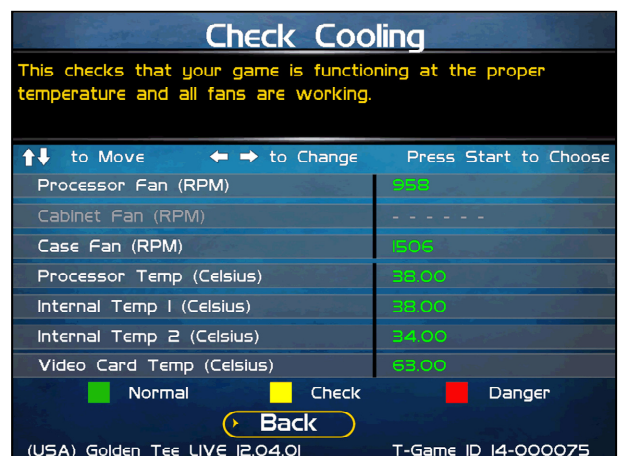 Check Cooling
This checks that your game is functioning at the proper
temperature and all fans are working.
to Move to Change Press Start to Choose
Processor Fan (RPM) 958
Cabinet Fan (RPM) - - - - - -
Case Fan (RPM) 1506
Processor Temp (Celsius) 38.00
Internal Temp 1 (Celsius) 38.00
Internal Temp 2 (Celsius) 34.00
Video Card Temp (Celsius) 63.00
Normal Check Danger
Back
(USA) Golden Tee LIVE 12.04.01 T-Game ID 14-000075